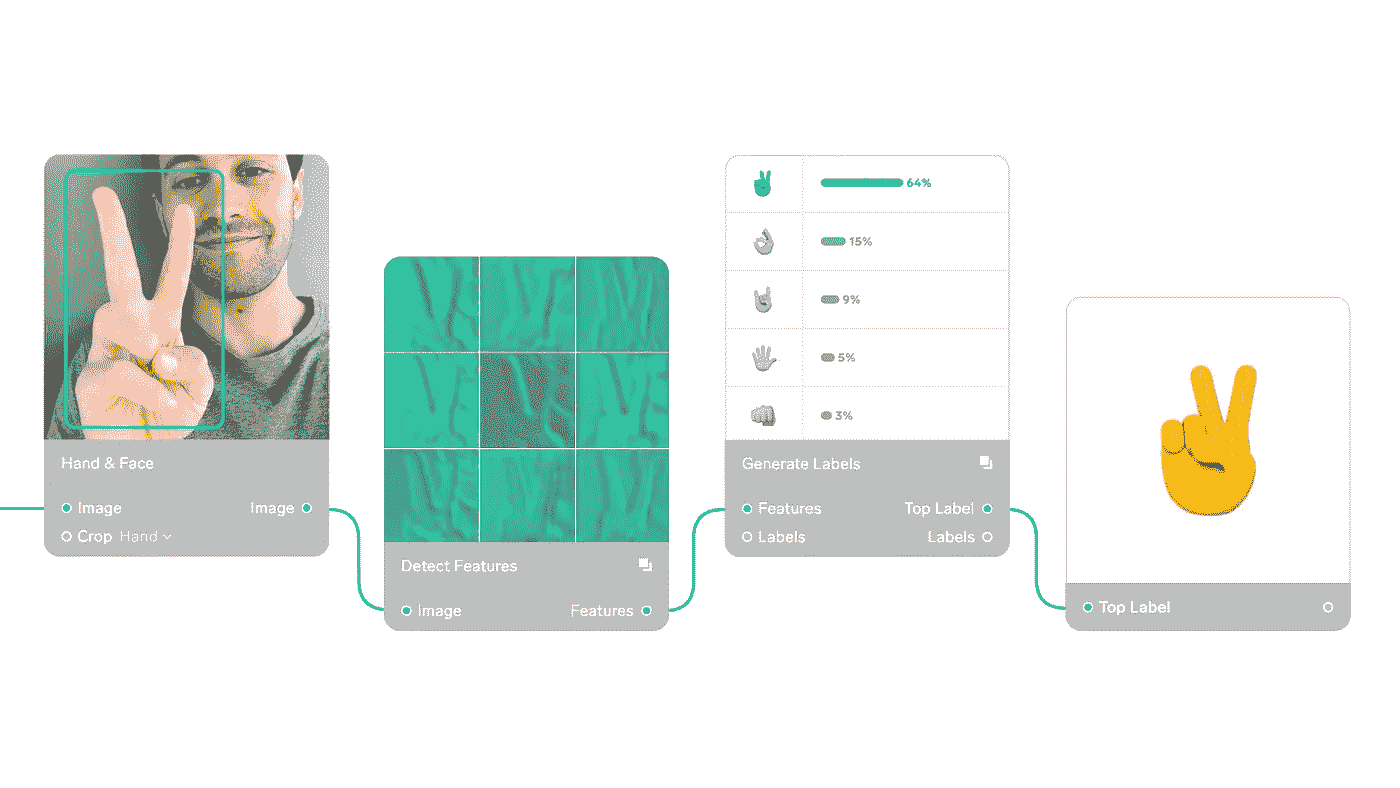 Hand & Face
Image Image
Crop Hand
Detect Features
Image Features
64%
15%
9%
5%
3%
Generate Labels
Features Top Label
Labels Labels
Top Label